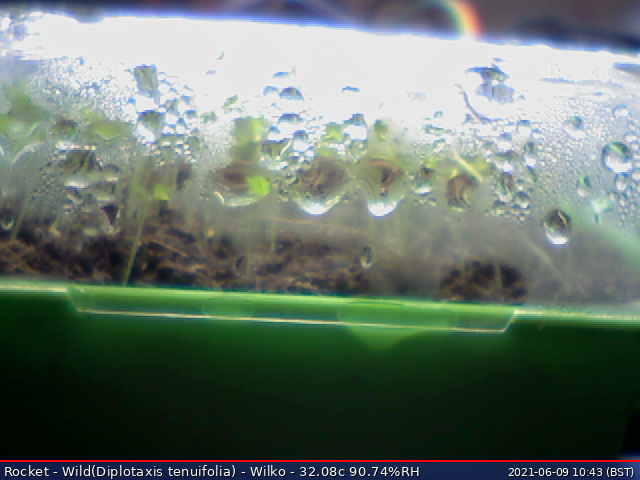 Rocket - Wild(Diplotaxis tenuifolia) - Wilko - 32.08c 90.74%RH
2021-06-09 10:43 (BST)